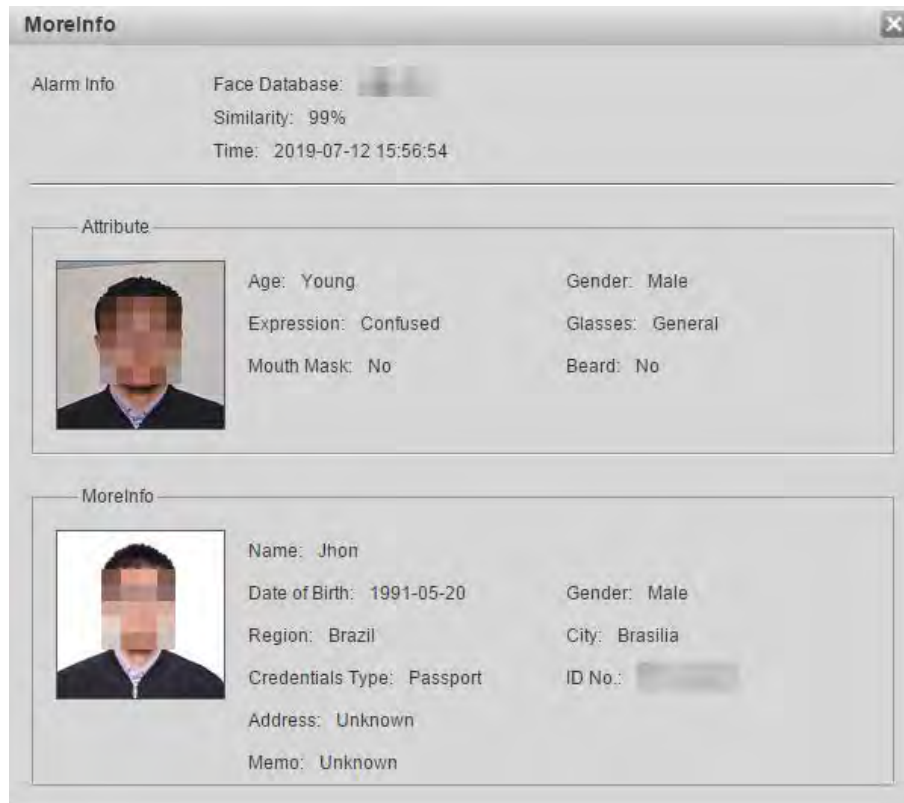 MoreInfo
Alarm Info
Face Database:
Similarity: 99%
Time: 2019-07-12 15:56:54
Attribute
Age: Young Gender: Male
Expression: Confused Glasses: General
Mouth Mask: No Beard: No
MoreInfo
Name: Jhon
Date of Birth: 1991-05-20 Gender: Male
Region: Brazil City: Brasilia
Credentials Type: Passport ID No.:
Address: Unknown
Memo: Unknown